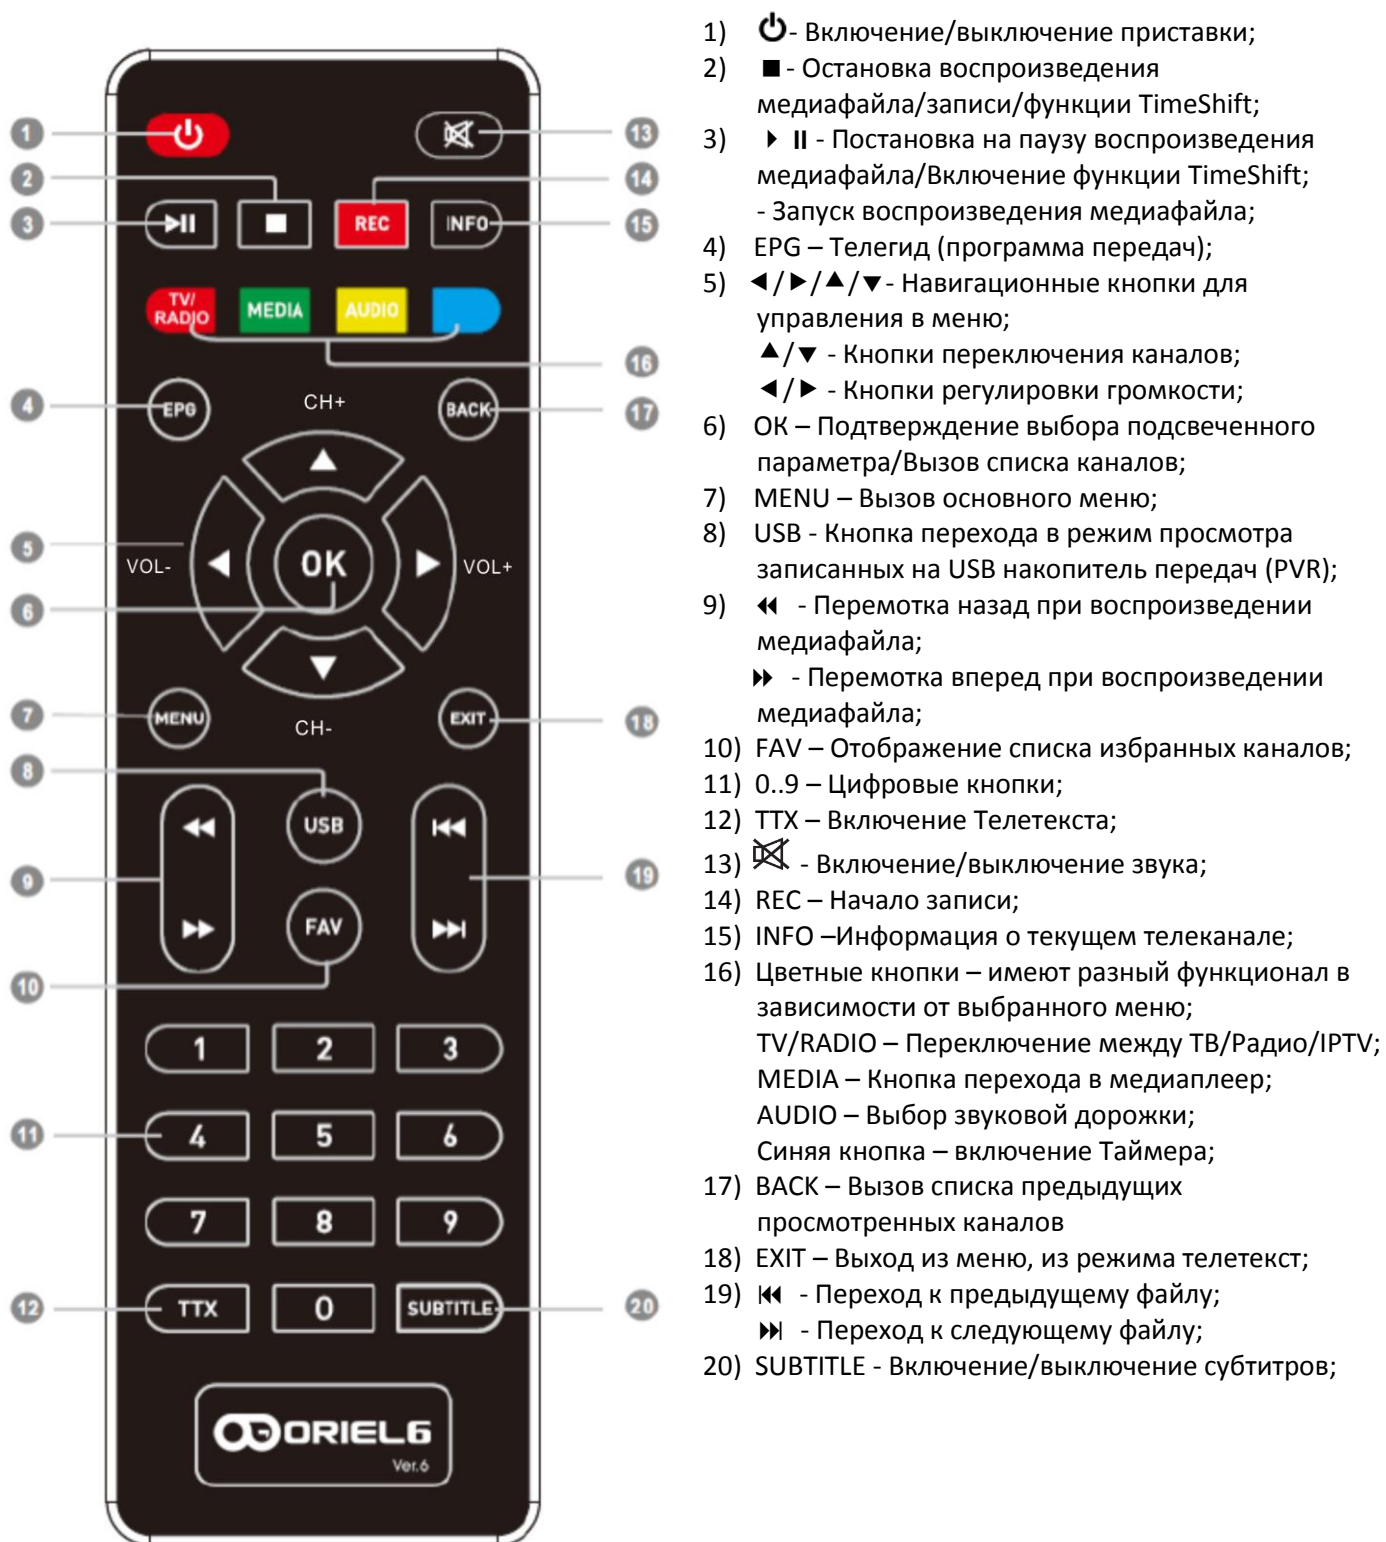 1
13
2
14
3
REC
INFO
15
TV/
RADIO
MEDIA
AUDIO
16
4
EPG
CH+
BACK
17
5
VOL-
OK
VOL+
6
7
MENU
CH-
EXIT
18
8
USB
9
19
FAV
10
1 2 3
11
4 5 6
7 8 9
12
TTX 0 SUBTITLE
20
ORIEL6
Ver.6
1) - Включение/выключение приставки;
2) ■ - Остановка воспроизведения
медиафайла/записи/функции TimeShift;
3) - Постановка на паузу воспроизведения
медиафайла/Включение функции TimeShift;
- Запуск воспроизведения медиафайла;
4) EPG – Телегид (программа передач);
5) ◄/►/▲/▼- Навигационные кнопки для
управления в меню;
▲/▼ - Кнопки переключения каналов;
◄/► - Кнопки регулировки громкости;
6) ОК – Подтверждение выбора подсвеченного
параметра/Вызов списка каналов;
7) MENU – Вызов основного меню;
8) USB - Кнопка перехода в режим просмотра
записанных на USB накопитель передач (PVR);
9) - Перемотка назад при воспроизведении
медиафайла;
- Перемотка вперед при воспроизведении
медиафайла;
10) FAV – Отображение списка избранных каналов;
11) 0..9 – Цифровые кнопки;
12) TTX – Включение Телетекста;
13) - Включение/выключение звука;
14) REC – Начало записи;
15) INFO –Информация о текущем телеканале;
16) Цветные кнопки – имеют разный функционал в
зависимости от выбранного меню;
TV/RADIO – Переключение между ТВ/Радио/IPTV;
MEDIA – Кнопка перехода в медиаплеер;
AUDIO – Выбор звуковой дорожки;
Синяя кнопка – включение Таймера;
17) BACK – Вызов списка предыдущих
просмотренных каналов
18) EXIT – Выход из меню, из режима телетекст;
19) - Переход к предыдущему файлу;
- Переход к следующему файлу;
20) SUBTITLE - Включение/выключение субтитров;